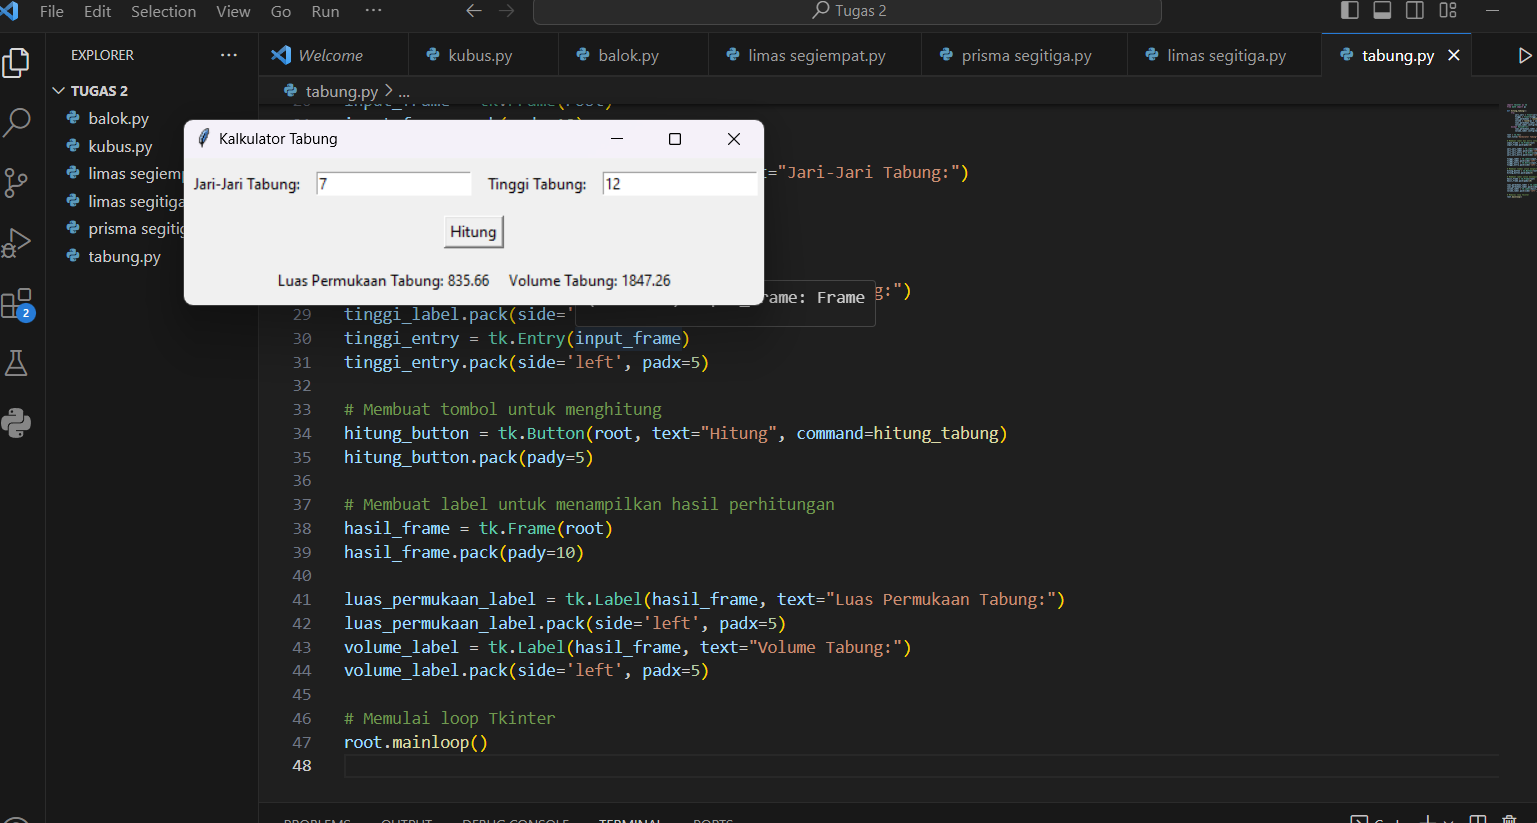 File Edit Selection View Go Run ··· Tugas 2
EXPLORER ···
TUGAS 2
balok.py
kubus.py
limas segiemp
limas segitiga
prisma segitig
tabung.py
2
Welcome kubus.py balok.py limas segiempat.py prisma segitiga.py limas segitiga.py tabung.py
tabung.py > ...
Kalkulator Tabung
Jari-Jari Tabung: 7 Tinggi Tabung: 12
Hitung
Luas Permukaan Tabung: 835.66 Volume Tabung: 1847.26
t="Jari-Jari Tabung:")
g:")
rame: Frame
29 tinggi_label.pack(side='
30 tinggi_entry = tk.Entry(input_frame)
31 tinggi_entry.pack(side='left', padx=5)
32
33 # Membuat tombol untuk menghitung
34 hitung_button = tk.Button(root, text="Hitung", command=hitung_tabung)
35 hitung_button.pack(pady=5)
36
37 # Membuat label untuk menampilkan hasil perhitungan
38 hasil_frame = tk.Frame(root)
39 hasil_frame.pack(pady=10)
40
41 luas_permukaan_label = tk.Label(hasil_frame, text="Luas Permukaan Tabung:")
42 luas_permukaan_label.pack(side='left', padx=5)
43 volume_label = tk.Label(hasil_frame, text="Volume Tabung:")
44 volume_label.pack(side='left', padx=5)
45
46 # Memulai loop Tkinter
47 root.mainloop()
48
PROBLEMS OUTPUT DEBUG CONSOLE TERMINAL PORTS